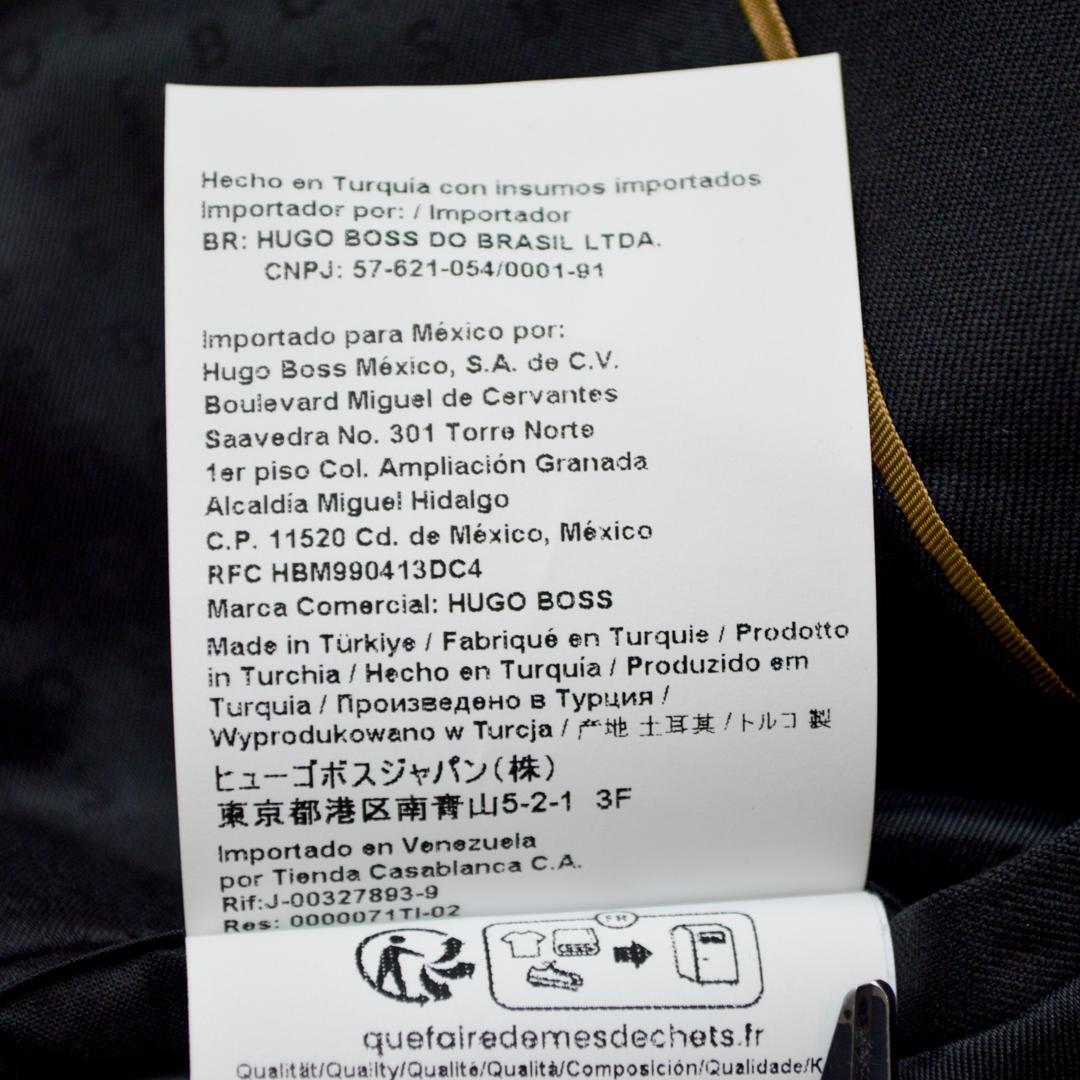 Hecho en Turquía con insumos importados
Importador por: / Importador
BR: HUGO BOSS DO BRASIL LTDA.
CNPJ: 57-621-054/0001-91
Importado para México por:
Hugo Boss México, S.A. de C.V.
Boulevard Miguel de Cervantes
Saavedra No. 301 Torre Norte
1er piso Col. Ampliación Granada
Alcaldía Miguel Hidalgo
C.P. 11520 Cd. de México, México
RFC HBM990413DC4
Marca Comercial: HUGO BOSS
Made in Türkiye / Fabriqué en Turquie / Prodotto
in Turchia / Hecho en Turquía / Produzido em
Turquia / Произведено в Турция /
Wyprodukowano w Turcja / 产地 土耳其 / トルコ 製
ヒューゴボスジャパン(株)
東京都港区南青山5-2-1 3F
Importado en Venezuela
por Tienda Casablanca C.A.
Rif:J-00327893-9
Res: 0000071TI-02
FR
quefairedemesdechets.fr
Qualität/Quailty/Qualité/Qualità/Composición/Qualidade/K